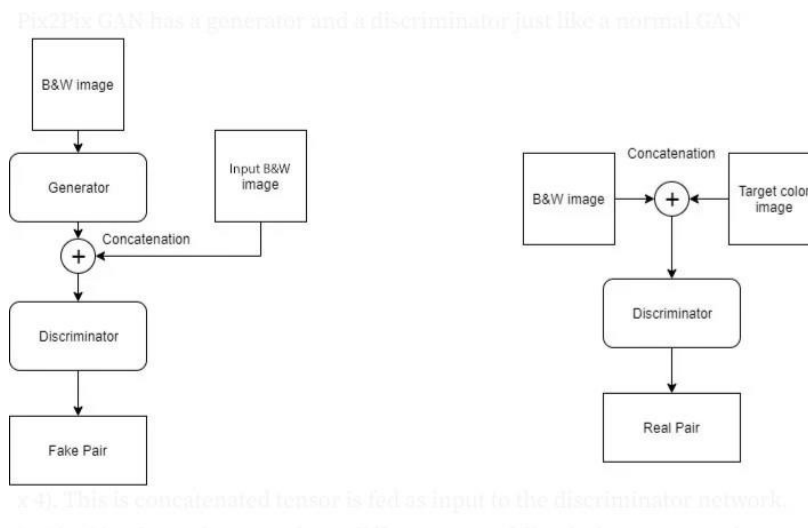 Pix2Pix GAN has a generator and a discriminator just like a normal GAN
B&W image
Generator
Input B&W
image
Concatenation
+
Discriminator
Fake Pair
Concatenation
B&W image
+
Target color
image
Discriminator
Real Pair
x 4). This is concatenated tensor is fed as input to the discriminator network.